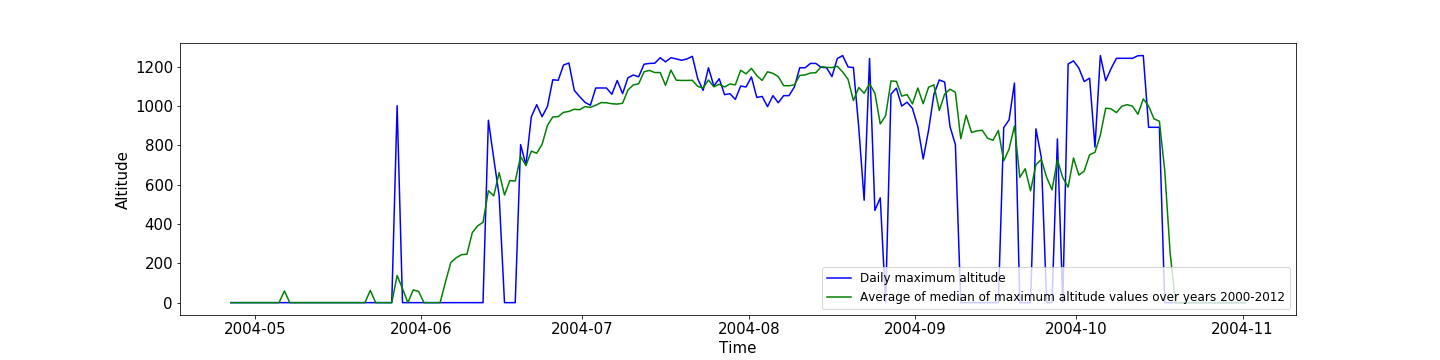 1200
1000
800
600
400
200
0
Altitude
Daily maximum altitude
Average of median of maximum altitude values over years 2000-2012
2004-05 2004-06 2004-07 2004-08 2004-09 2004-10 2004-11
Time